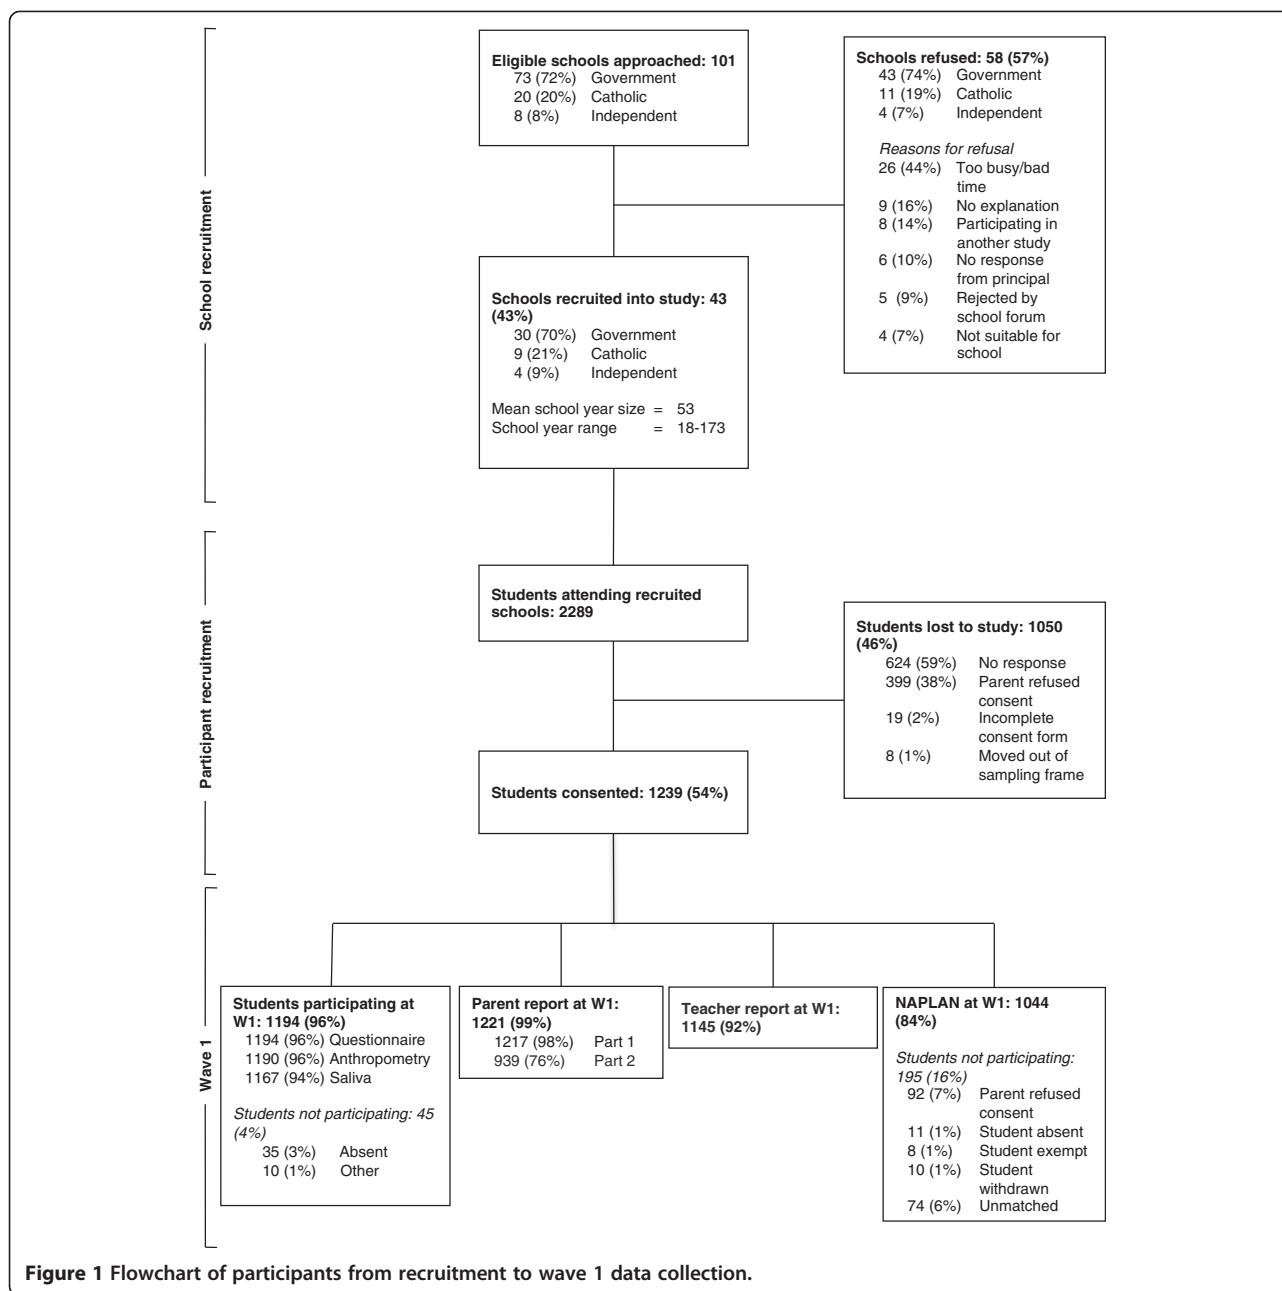 School recruitment
Eligible schools approached: 101
73 (72%) Government
20 (20%) Catholic
8 (8%) Independent
Schools refused: 58 (57%)
43 (74%) Government
11 (19%) Catholic
4 (7%) Independent
Reasons for refusal
26 (44%) Too busy/bad
time
9 (16%) No explanation
8 (14%) Participating in
another study
6 (10%) No response
from principal
5 (9%) Rejected by
school forum
4 (7%) Not suitable for
school
Schools recruited into study: 43
(43%)
30 (70%) Government
9 (21%) Catholic
4 (9%) Independent
Mean school year size = 53
School year range = 18-173
Participant recruitment
Students attending recruited
schools: 2289
Students lost to study: 1050
(46%)
624 (59%) No response
399 (38%) Parent refused
consent
19 (2%) Incomplete
consent form
8 (1%) Moved out of
sampling frame
Students consented: 1239 (54%)
Wave 1
Students participating at
W1: 1194 (96%)
1194 (96%) Questionnaire
1190 (96%) Anthropometry
1167 (94%) Saliva
Students not participating: 45
(4%)
35 (3%) Absent
10 (1%) Other
Parent report at W1:
1221 (99%)
1217 (98%) Part 1
939 (76%) Part 2
Teacher report at W1:
1145 (92%)
NAPLAN at W1: 1044
(84%)
Students not participating:
195 (16%)
92 (7%) Parent refused
consent
11 (1%) Student absent
8 (1%) Student exempt
10 (1%) Student
withdrawn
74 (6%) Unmatched
Figure 1 Flowchart of participants from recruitment to wave 1 data collection.